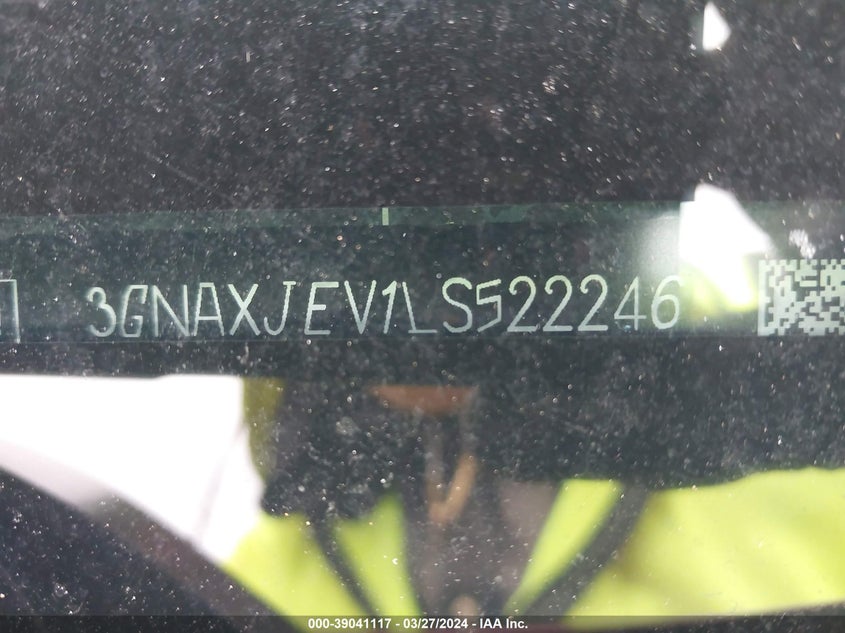 3GNAXJEV1LS522246
000-39041117 - 03/27/2024 - IAA Inc.